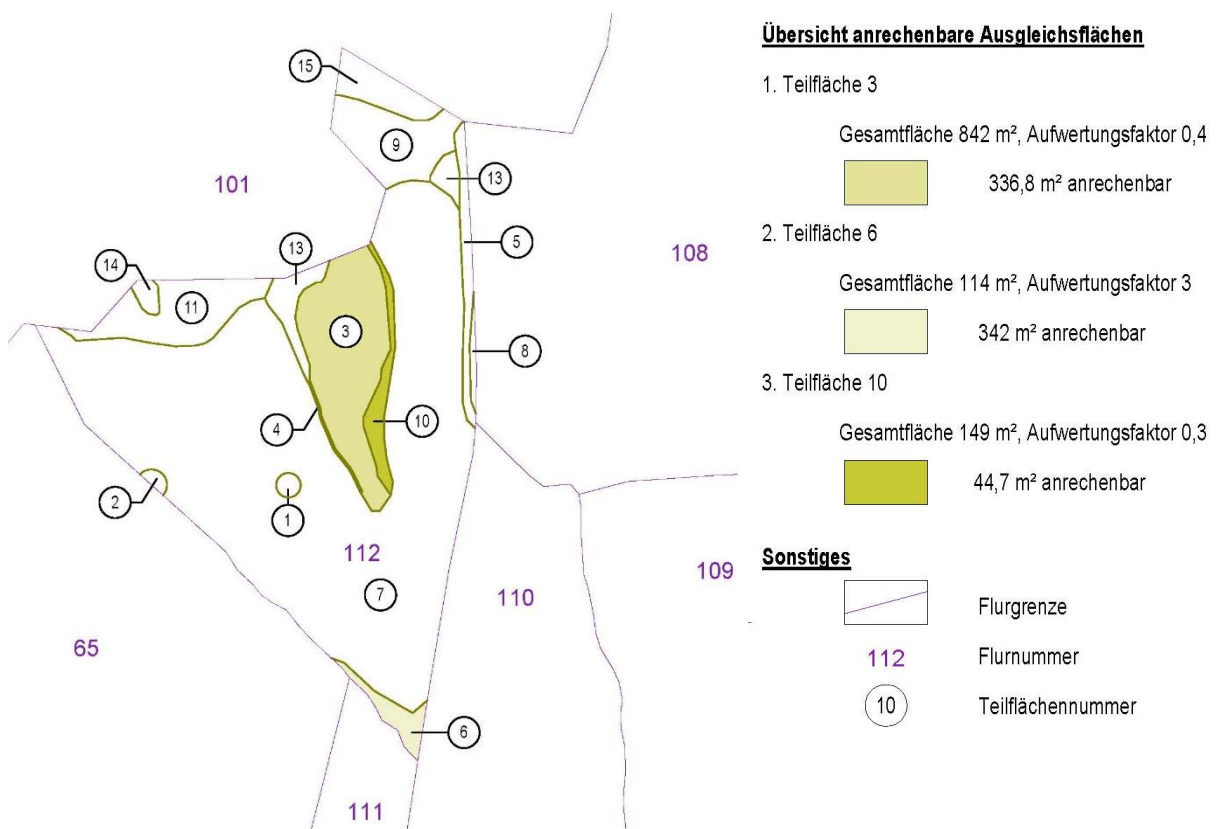 15
9
101
13
5
13
108
14
11
3
8
4
10
2
1
112
7
109
110
65
6
111
Übersicht anrechenbare Ausgleichsflächen
1. Teilfläche 3
Gesamtfläche 842 m², Aufwertungsfaktor 0,4
336,8 m² anrechenbar
2. Teilfläche 6
Gesamtfläche 114 m², Aufwertungsfaktor 3
342 m² anrechenbar
3. Teilfläche 10
Gesamtfläche 149 m², Aufwertungsfaktor 0,3
44,7 m² anrechenbar
Sonstiges
Flurgrenze
112 Flurnummer
10 Teilflächennummer